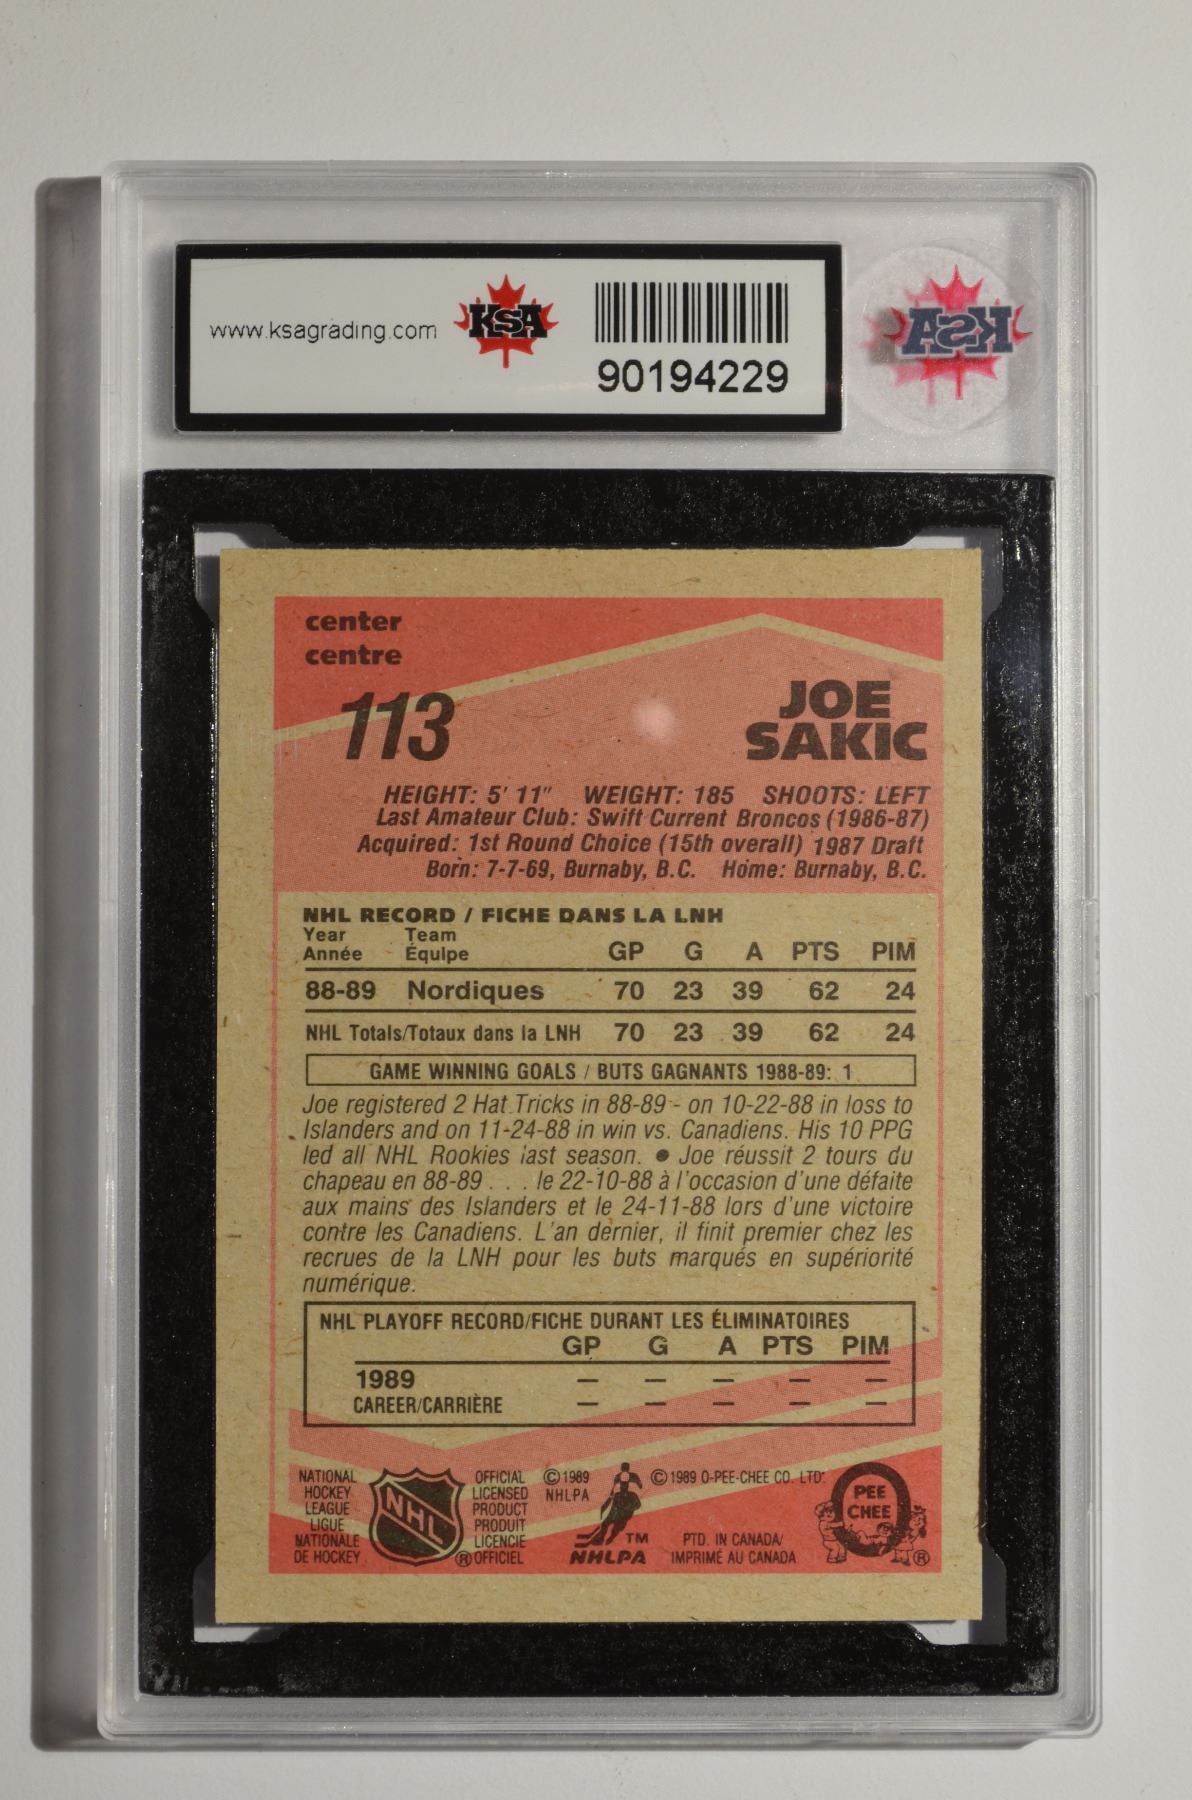 www.ksagrading.com
KSA
90194229
KSA
center
centre
113
JOE
SAKIC
HEIGHT: 5' 11" WEIGHT: 185 SHOOTS: LEFT
Last Amateur Club: Swift Current Broncos (1986-87)
Acquired: 1st Round Choice (15th overall) 1987 Draft
Born: 7-7-69, Burnaby, B.C. Home: Burnaby, B.C.
NHL RECORD / FICHE DANS LA LNH
Year Team
Année Équipe GP G A PTS PIM
88-89 Nordiques 70 23 39 62 24
NHL Totals/Totaux dans la LNH 70 23 39 62 24
GAME WINNING GOALS / BUTS GAGNANTS 1988-89: 1
Joe registered 2 Hat Tricks in 88-89 - on 10-22-88 in loss to
Islanders and on 11-24-88 in win vs. Canadiens. His 10 PPG
led all NHL Rookies last season. ● Joe réussit 2 tours du
chapeau en 88-89 . . . le 22-10-88 à l'occasion d'une défaite
aux mains des Islanders et le 24-11-88 lors d'une victoire
contre les Canadiens. L'an dernier, il finit premier chez les
recrues de la LNH pour les buts marqués en supériorité
numérique.
NHL PLAYOFF RECORD/FICHE DURANT LES ÉLIMINATOIRES
GP G A PTS PIM
1989 – – – – –
CAREER/CARRIÈRE – – – – –
NATIONAL
HOCKEY
LEAGUE
LIGUE
NATIONALE
DE HOCKEY
NHL
®
OFFICIAL
LICENSED
PRODUCT
PRODUIT
LICENCIE
OFFICIEL
© 1989
NHLPA
TM
NHLPA
© 1989 O-PEE-CHEE CO. LTD.
PTD. IN CANADA/
IMPRIMÉ AU CANADA
O
PEE
CHEE
®